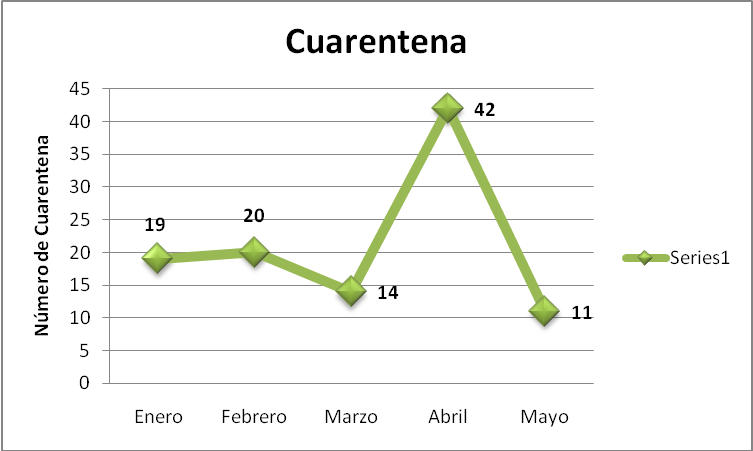 Cuarentena
Número de Cuarentena
45
40
35
30
25
20
15
10
5
0
19
20
14
42
11
Enero
Febrero
Marzo
Abril
Mayo
Series1